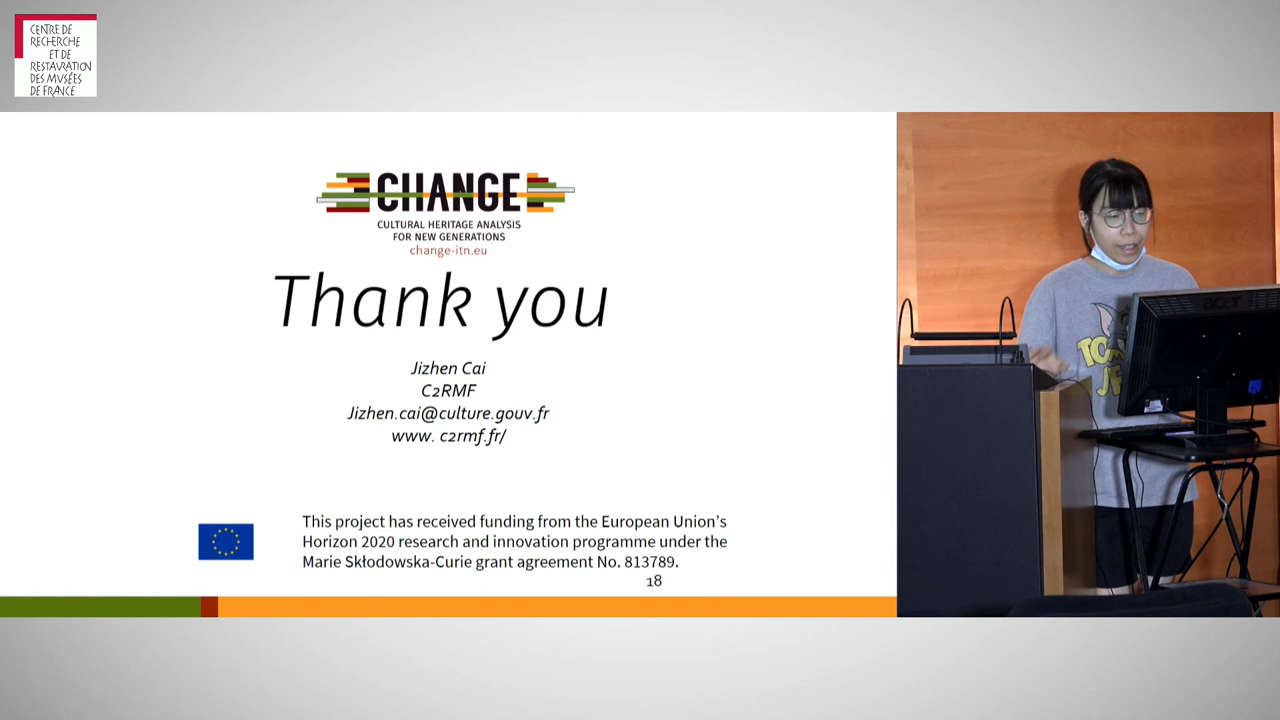 CENTRE DE
RECHERCHE
ET DE
RESTAURATION
DES MUSÉES
DE FRANCE
CHANGE
CULTURAL HERITAGE ANALYSIS
FOR NEW GENERATIONS
change-itn.eu
Thank you
Jizhen Cai
C2RMF
Jizhen.cai@culture.gouv.fr
www. c2rmf.fr/
This project has received funding from the European Union's
Horizon 2020 research and innovation programme under the
Marie Skłodowska-Curie grant agreement No. 813789.
18
acer